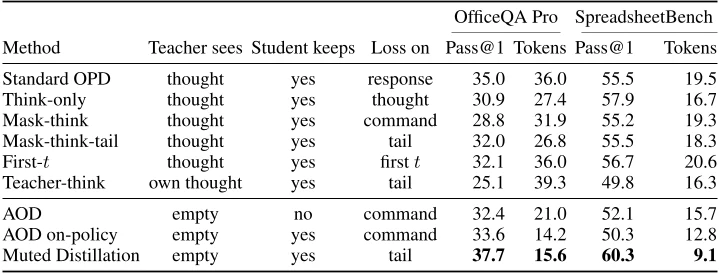 OfficeQA Pro SpreadsheetBench
Method Teacher sees Student keeps Loss on Pass@1 Tokens Pass@1 Tokens
Standard OPD thought yes response 35.0 36.0 55.5 19.5
Think-only thought yes thought 30.9 27.4 57.9 16.7
Mask-think thought yes command 28.8 31.9 55.2 19.3
Mask-think-tail thought yes tail 32.0 26.8 55.5 18.3
First-t thought yes first t 32.1 36.0 56.7 20.6
Teacher-think own thought yes tail 25.1 39.3 49.8 16.3
AOD empty no command 32.4 21.0 52.1 15.7
AOD on-policy empty yes command 33.6 14.2 50.3 12.8
Muted Distillation empty yes tail 37.7 15.6 60.3 9.1